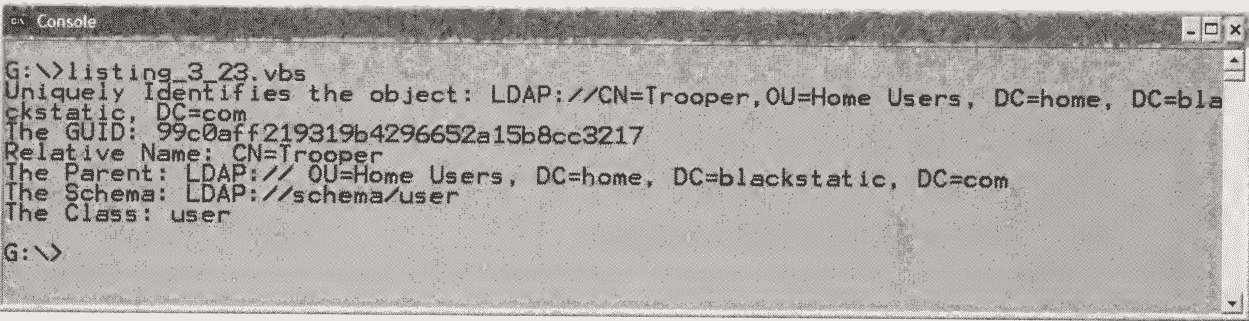 Console
G:\>listing_3_23.vbs
Uniquely Identifies the object: LDAP://CN=Trooper,OU=Home Users, DC=home, DC=bla
ckstatic, DC=com
The GUID: 99c0aff219319b4296652a15b8cc3217
Relative Name: CN=Trooper
The Parent: LDAP:// OU=Home Users, DC=home, DC=blackstatic, DC=com
The Schema: LDAP://schema/user
The Class: user
G:\>